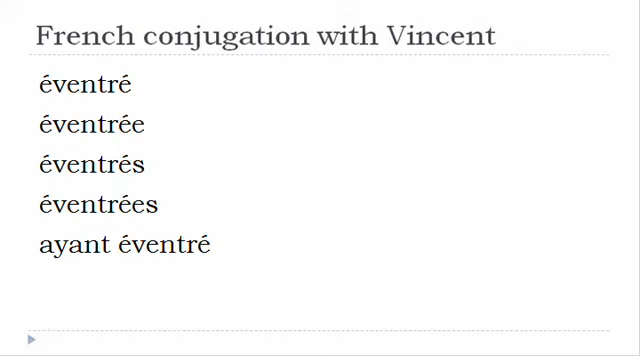 French conjugation with Vincent
éventré
éventrée
éventrés
éventrées
ayant éventré